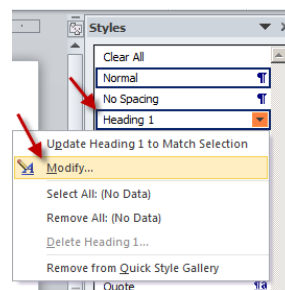 Styles
Clear All
Normal ¶
No Spacing ¶
Heading 1
Update Heading 1 to Match Selection
Modify...
Select All: (No Data)
Remove All: (No Data)
Delete Heading 1...
Remove from Quick Style Gallery
Quote ¶a